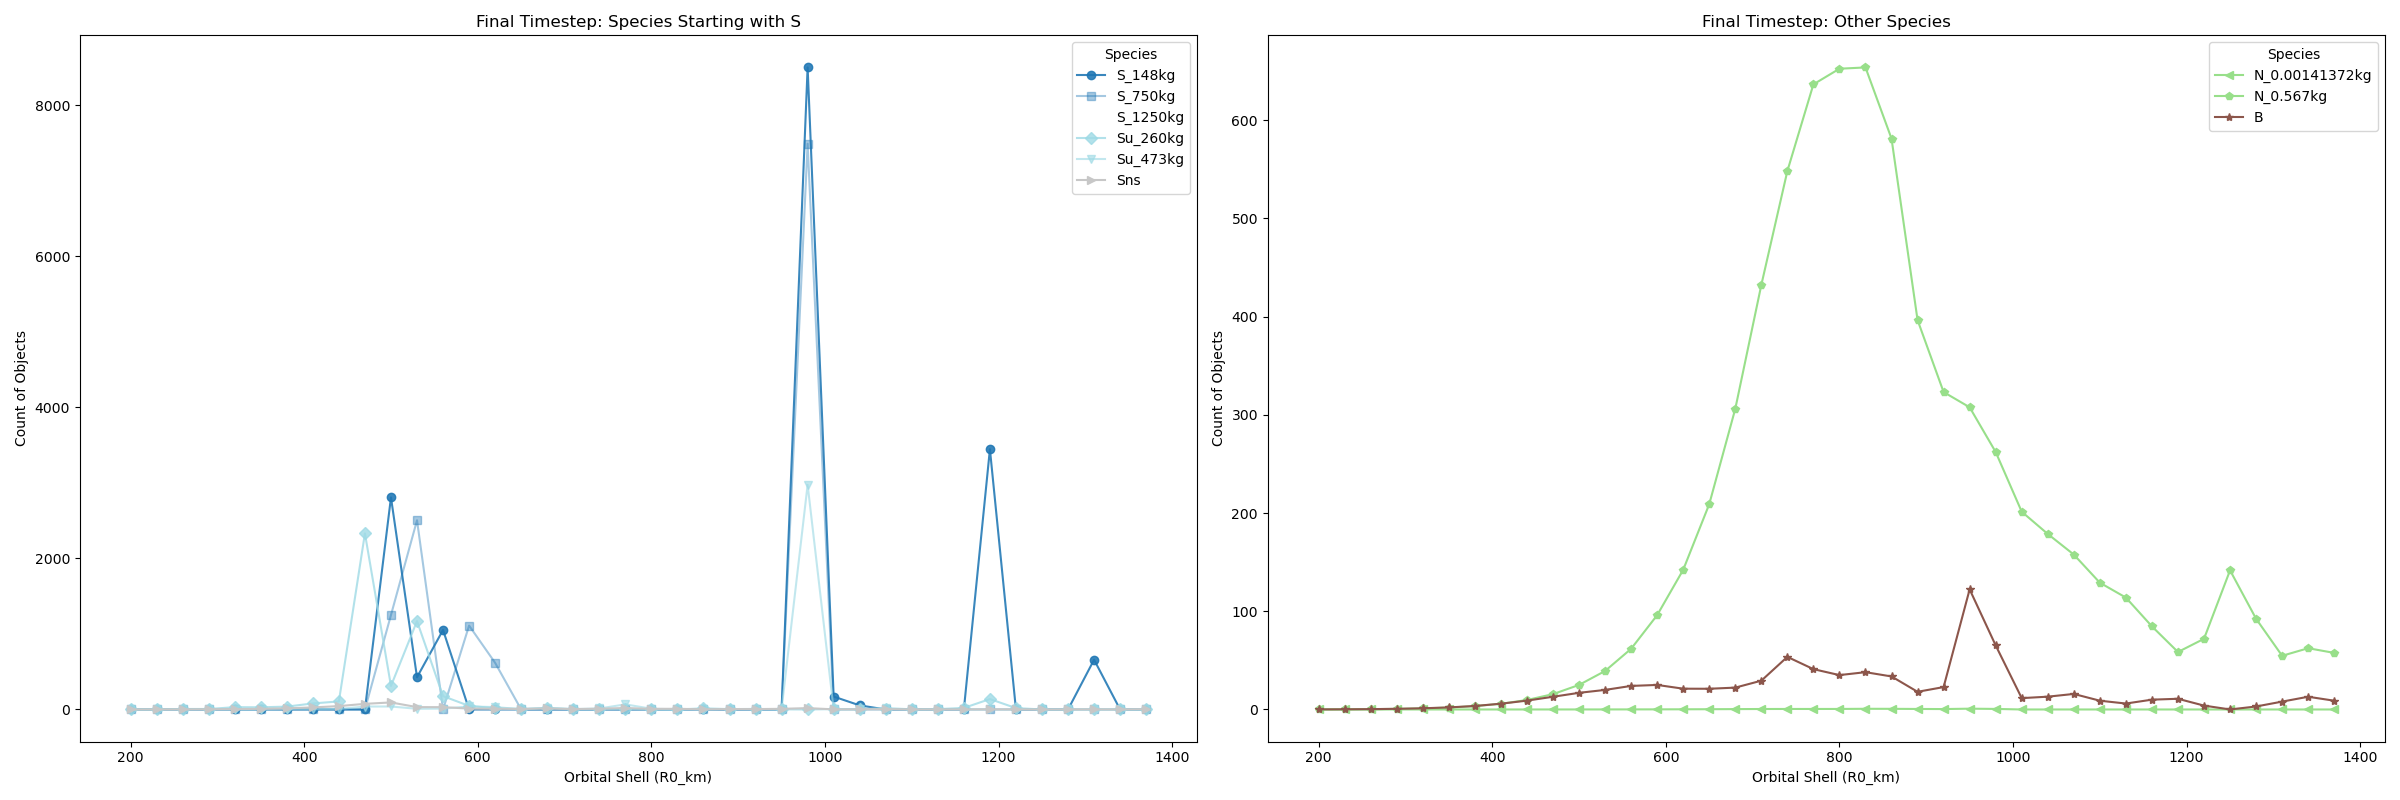 Final Timestep: Species Starting with S
Count of Objects
8000
6000
4000
2000
0
200
400
600
800
1000
1200
1400
Orbital Shell (R0_km)
Species
S_148kg
S_750kg
S_1250kg
Su_260kg
Su_473kg
Sns
Final Timestep: Other Species
Count of Objects
600
500
400
300
200
100
0
200
400
600
800
1000
1200
1400
Orbital Shell (R0_km)
Species
N_0.00141372kg
N_0.567kg
B